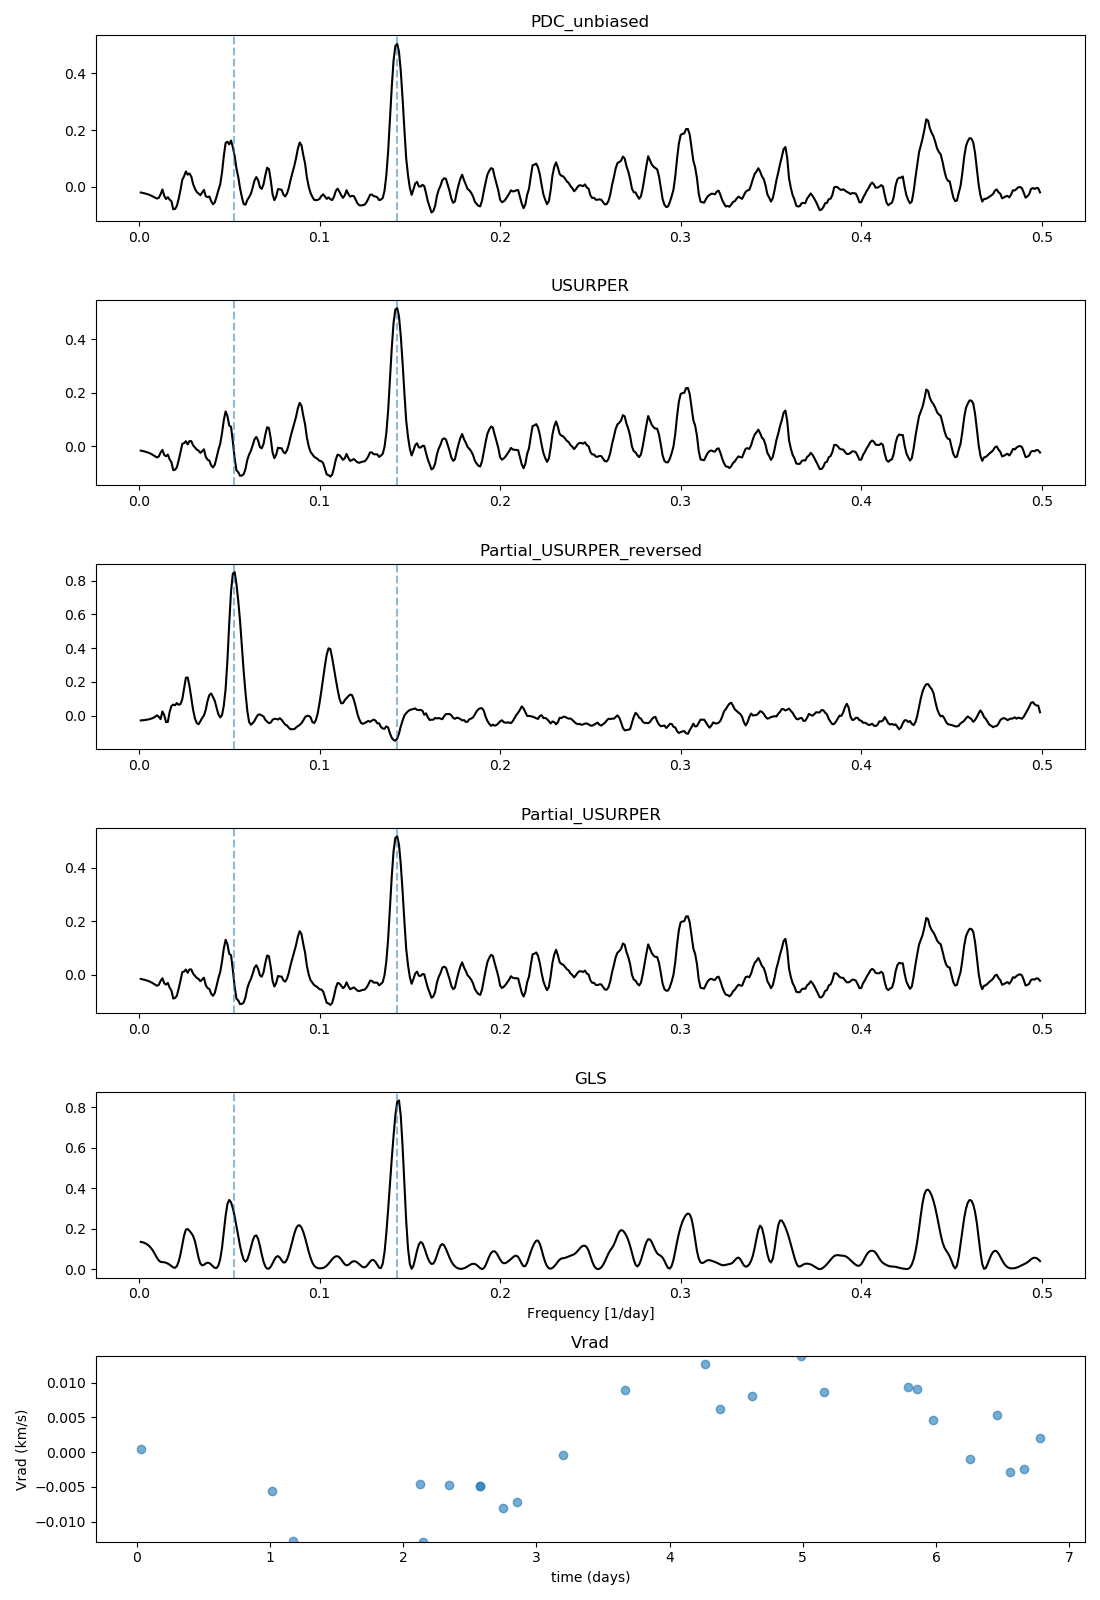 PDC_unbiased
0.4
0.2
0.0
0.0 0.1 0.2 0.3 0.4 0.5
USURPER
0.4
0.2
0.0
0.0 0.1 0.2 0.3 0.4 0.5
Partial_USURPER_reversed
0.8
0.6
0.4
0.2
0.0
0.0 0.1 0.2 0.3 0.4 0.5
Partial_USURPER
0.4
0.2
0.0
0.0 0.1 0.2 0.3 0.4 0.5
GLS
0.8
0.6
0.4
0.2
0.0
0.0 0.1 0.2 0.3 0.4 0.5
Frequency [1/day]
Vrad
Vrad (km/s)
0.010
0.005
0.000
−0.005
−0.010
0 1 2 3 4 5 6 7
time (days)